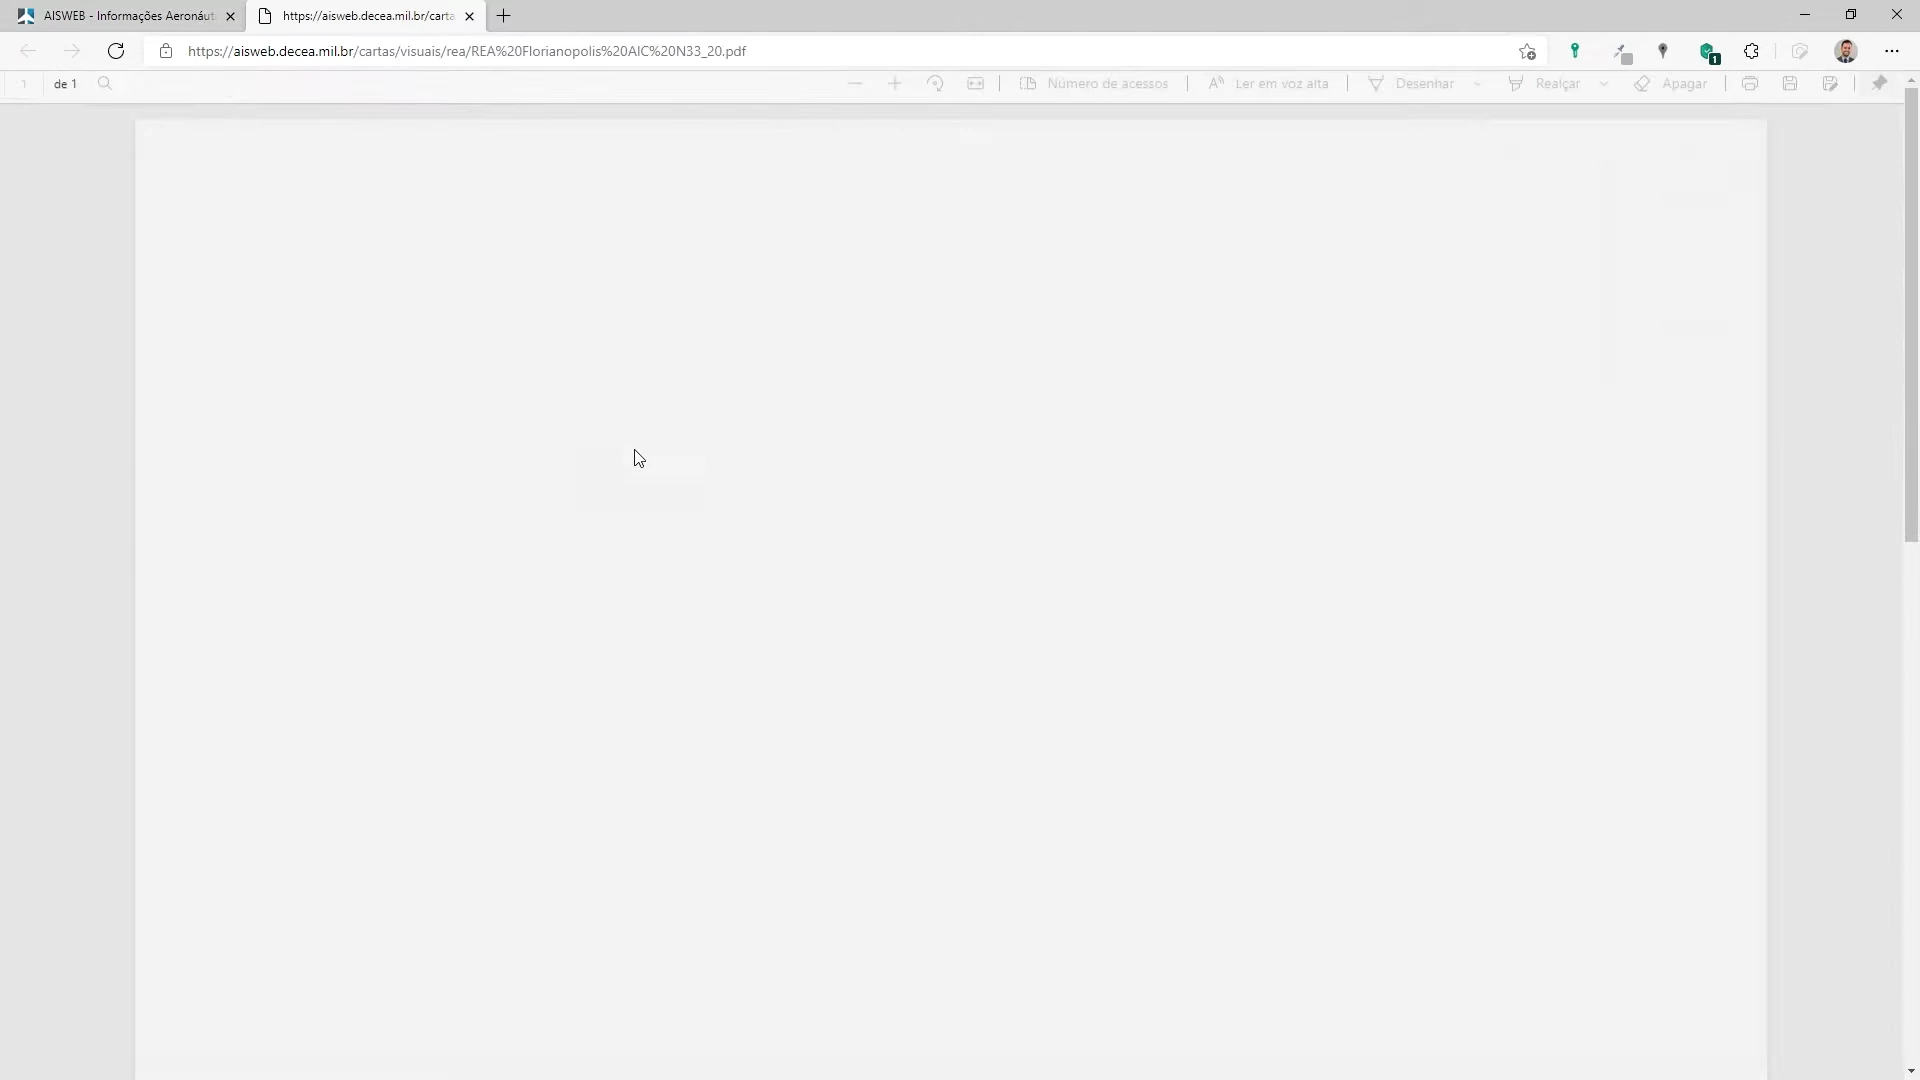 AISWEB - Informações Aeronáut
https://aisweb.decea.mil.br/carta
https://aisweb.decea.mil.br/cartas/visuais/rea/REA%20Florianopolis%20AIC%20N33_20.pdf
1
1 de 1
Número de acessos
Ler em voz alta
Desenhar
Realçar
Apagar